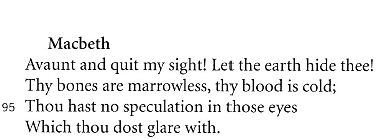 Macbeth
Avaunt and quit my sight! Let the earth hide thee!
Thy bones are marrowless, thy blood is cold;
95 Thou hast no speculation in those eyes
Which thou dost glare with.